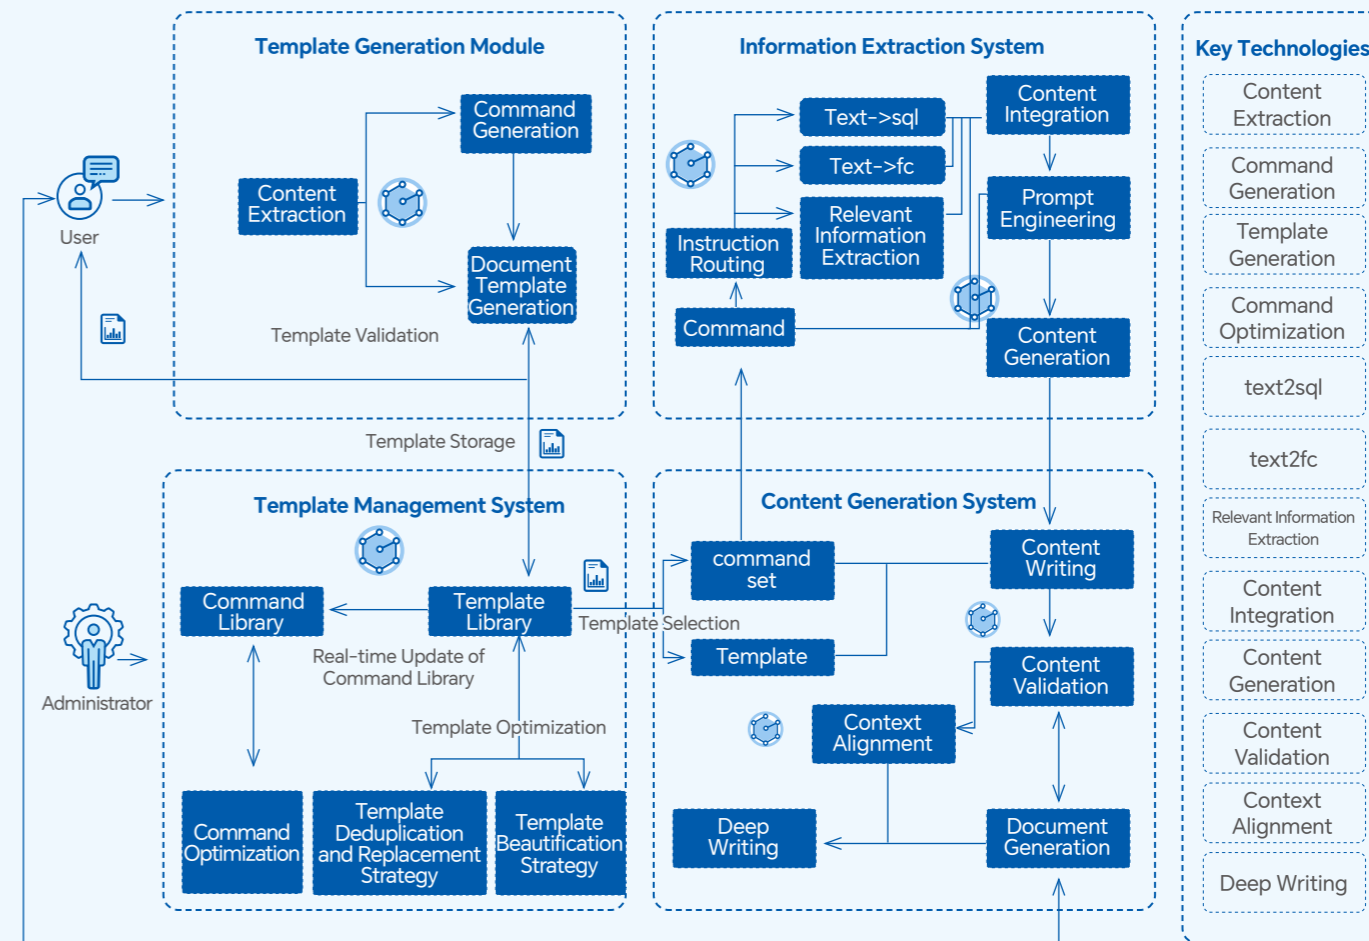 Template Generation Module
Command
Generation
Content
Extraction
Document
Template
Generation
Template Validation
User
Information Extraction System
Text->sql
Text->fc
Relevant
Information
Extraction
Instruction
Routing
Command
Content
Integration
Prompt
Engineering
Content
Generation
Template Storage
Template Management System
Command
Library
Template
Library
Real-time Update of
Command Library
Template Selection
Template Optimization
Command
Optimization
Template
Deduplication
and Replacement
Strategy
Template
Beautification
Strategy
Administrator
Content Generation System
command
set
Template
Content
Writing
Content
Validation
Context
Alignment
Deep
Writing
Document
Generation
Key Technologies
Content
Extraction
Command
Generation
Template
Generation
Command
Optimization
text2sql
text2fc
Relevant Information
Extraction
Content
Integration
Content
Generation
Content
Validation
Context
Alignment
Deep Writing